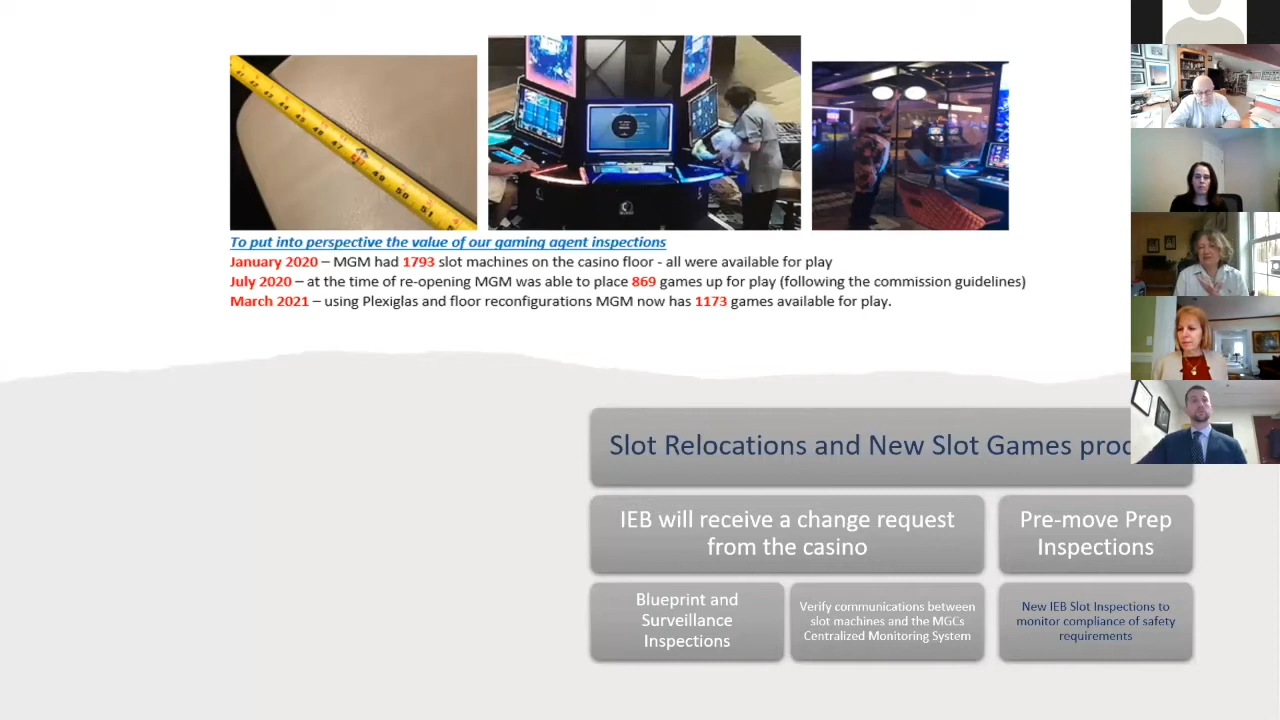 To put into perspective the value of our gaming agent inspections
January 2020 – MGM had 1793 slot machines on the casino floor - all were available for play
July 2020 – at the time of re-opening MGM was able to place 869 games up for play (following the commission guidelines)
March 2021 – using Plexiglas and floor reconfigurations MGM now has 1173 games available for play.
Slot Relocations and New Slot Games proc
IEB will receive a change request
from the casino
Pre-move Prep
Inspections
Blueprint and
Surveillance
Inspections
Verify communications between
slot machines and the MGCs
Centralized Monitoring System
New IEB Slot Inspections to
monitor compliance of safety
requirements